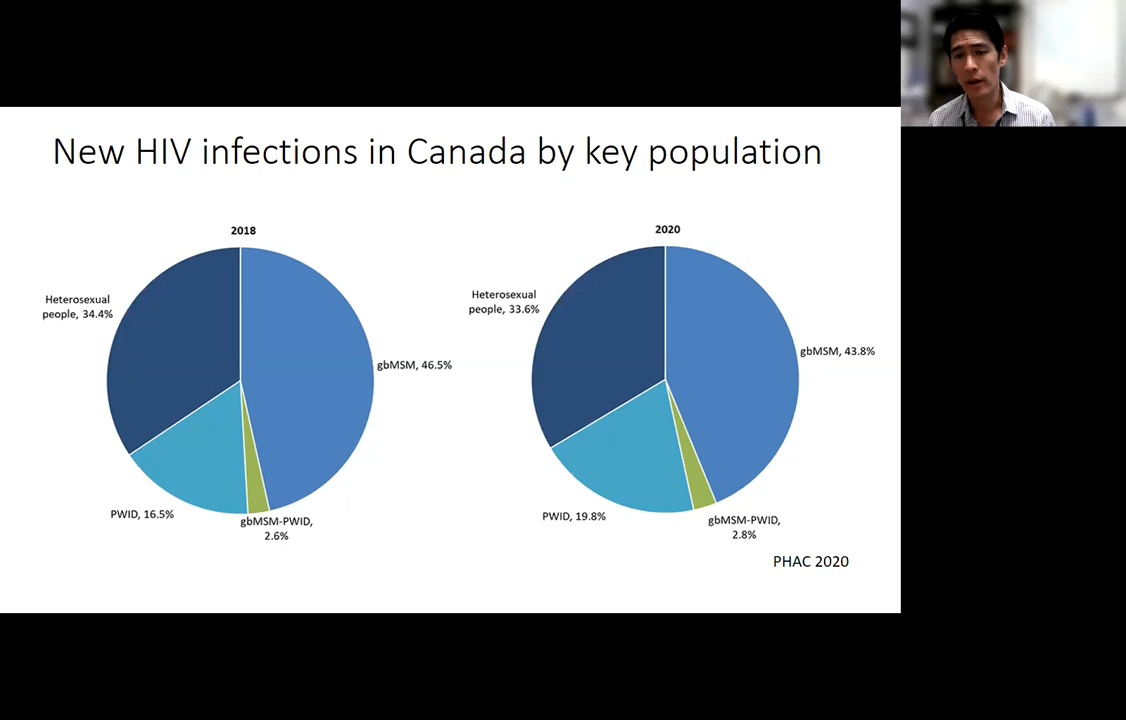 New HIV infections in Canada by key population
2018
Heterosexual
people, 34.4%
gbMSM, 46.5%
PWID, 16.5%
gbMSM-PWID,
2.6%
2020
Heterosexual
people, 33.6%
gbMSM, 43.8%
PWID, 19.8%
gbMSM-PWID,
2.8%
PHAC 2020